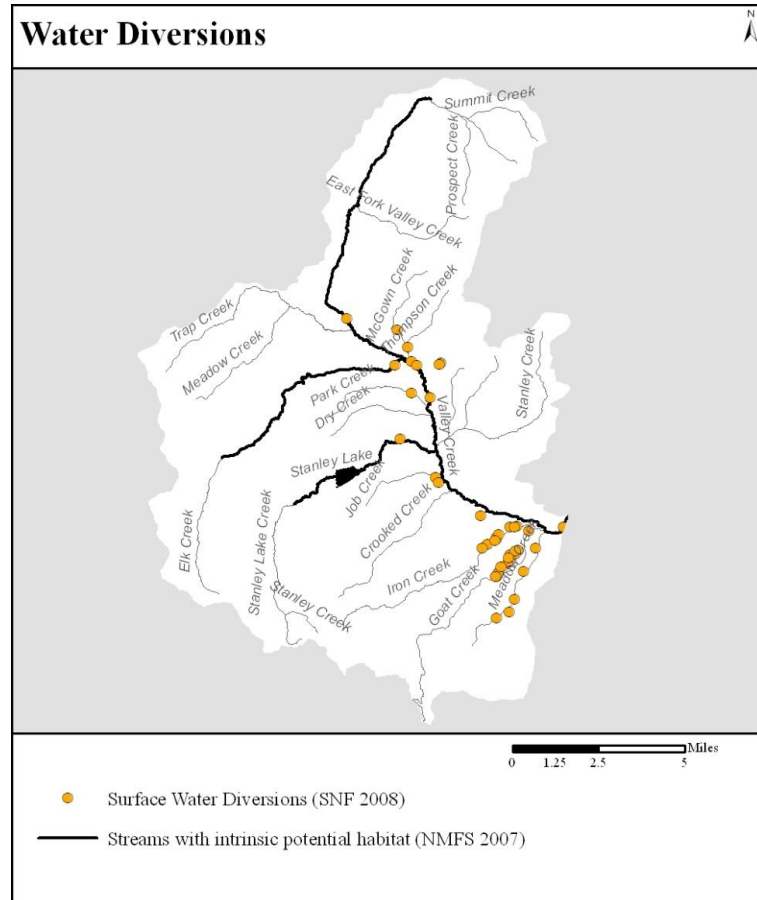 Water Diversions
N
Summit Creek
Prospect Creek
East Fork Valley Creek
McGown Creek
Thompson Creek
Trap Creek
Meadow Creek
Stanley Creek
Park Creek
Dry Creek
Valley Creek
Stanley Lake
Job Creek
Crooked Creek
Elk Creek
Stanley Lake Creek
Stanley Creek
Iron Creek
Goat Creek
Meadow Creek
Miles
0 1.25 2.5 5
Surface Water Diversions (SNF 2008)
Streams with intrinsic potential habitat (NMFS 2007)